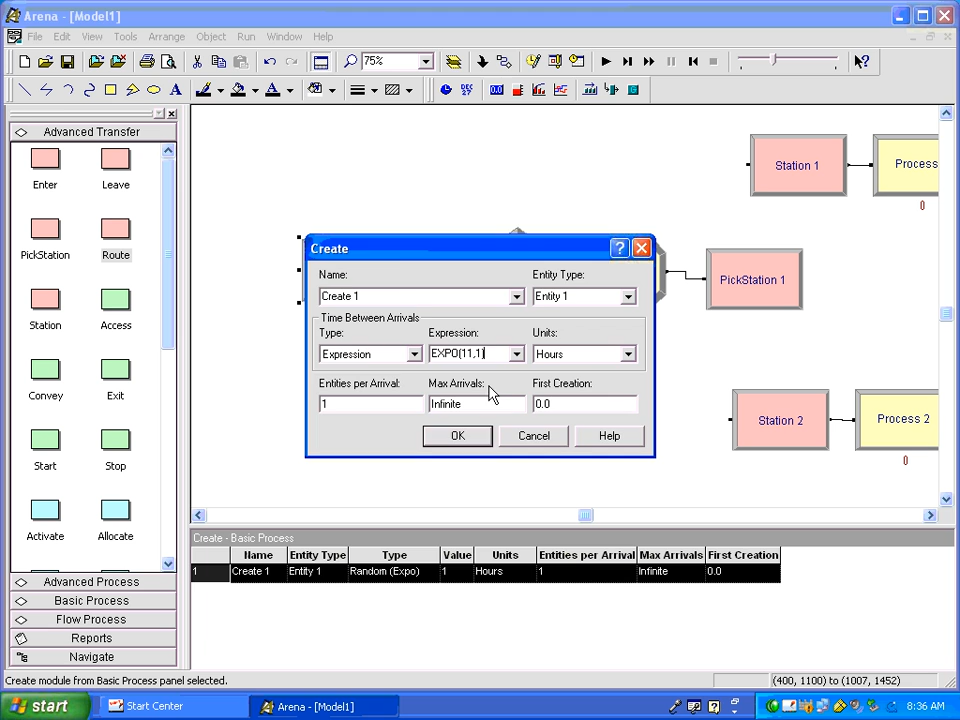 Arena - [Model1]
File Edit View Tools Arrange Object Run Window Help
75%
A A DEC 27 0.0
Advanced Transfer
Enter Leave
PickStation Route
Station Access
Convey Exit
Start Stop
Activate Allocate
Advanced Process
Basic Process
Flow Process
Reports
Navigate
Station 1 Process
0
PickStation 1
Station 2 Process 2
0
Create
Name: Entity Type:
Create 1 Entity 1
Time Between Arrivals
Type: Expression: Units:
Expression EXPO(11,1) Hours
Entities per Arrival: Max Arrivals: First Creation:
1 Infinite 0.0
OK Cancel Help
Create - Basic Process
Name Entity Type Type Value Units Entities per Arrival Max Arrivals First Creation
1 Create 1 Entity 1 Random (Expo) 1 Hours 1 Infinite 0.0
Create module from Basic Process panel selected. (400, 1100) to (1007, 1452)
start Start Center Arena - [Model1] 8:36 AM